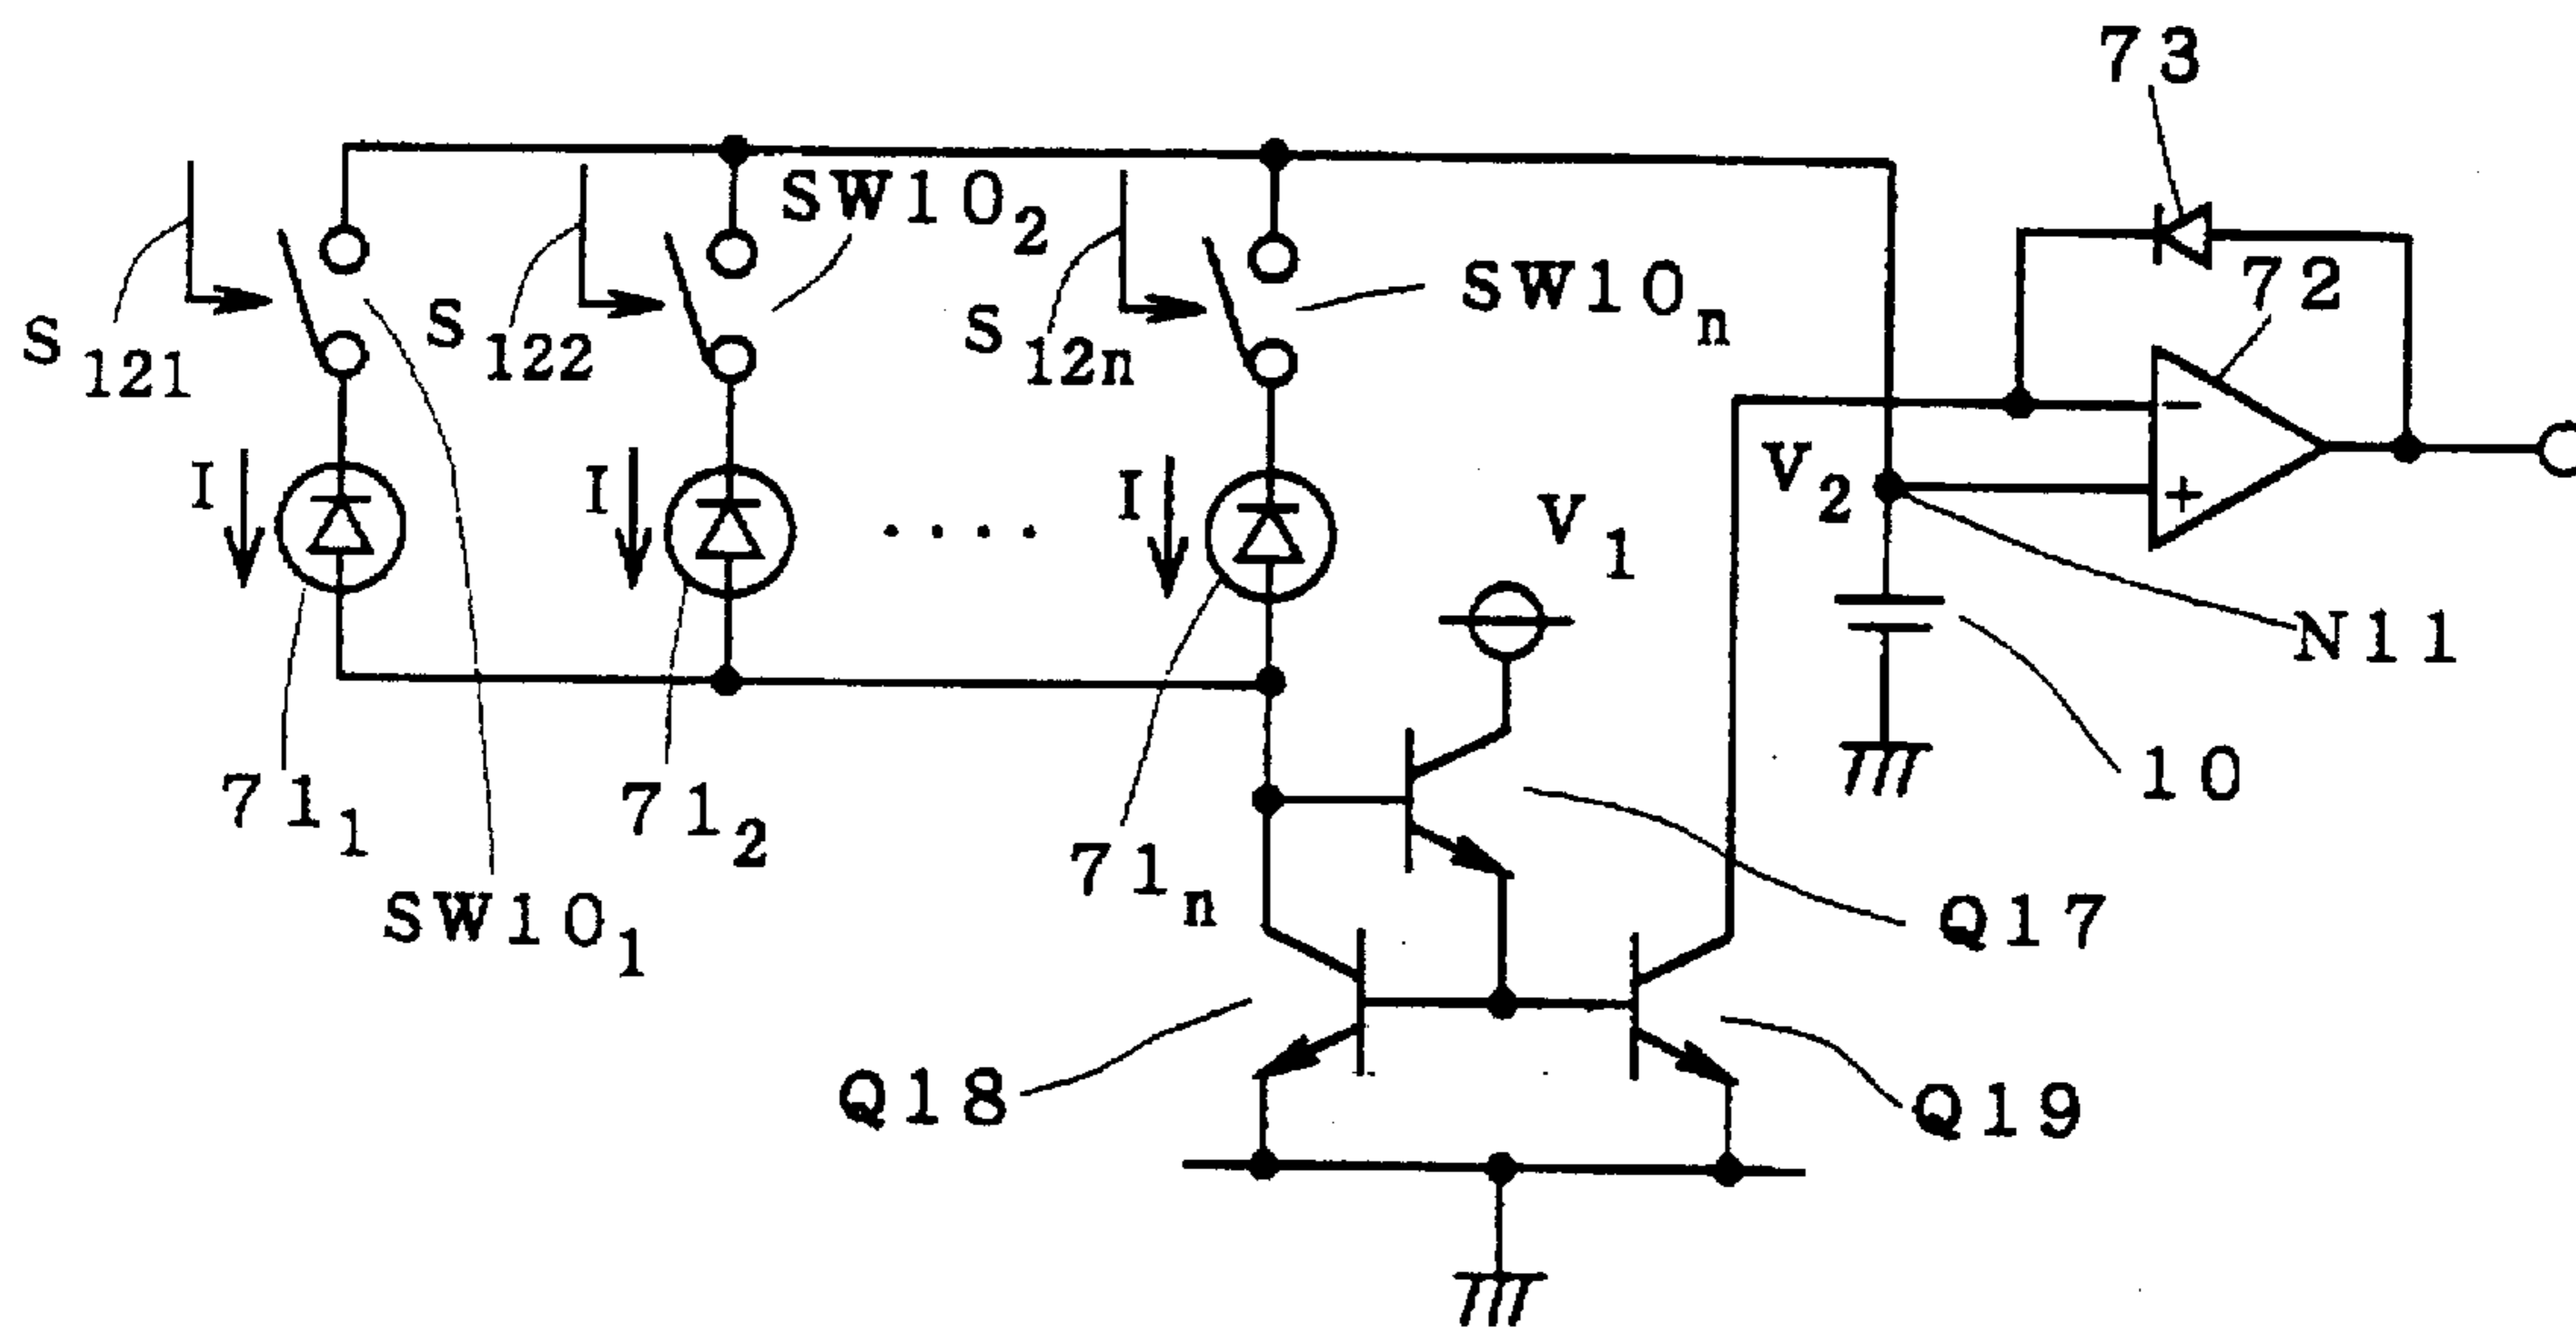 73
SW10₂
72
SW10ₙ
S₁₂₁
S₁₂₂
S₁₂ₙ
−
I
I
I
V₂
+
V₁
N11
10
71₁
71₂
71ₙ
SW10₁
Q17
Q18
Q19